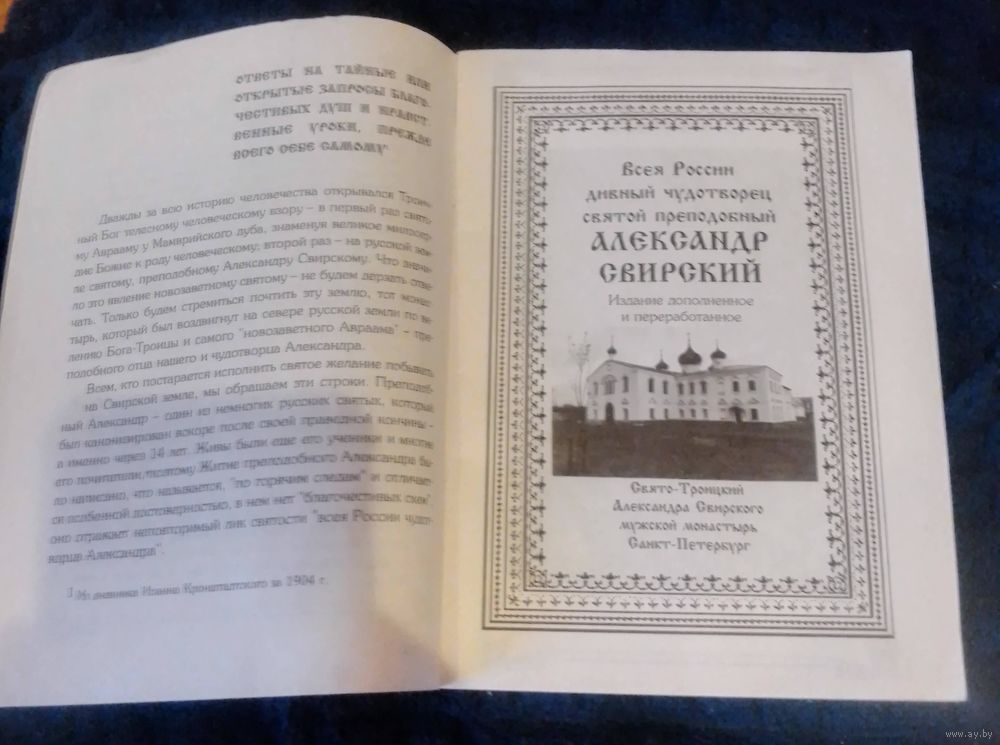 ОТВЕТЫ НА ТАЙНЫЕ ИЛИ
ОТКРЫТЫЕ ЗАПРОСЫ БЛАГО-
ЧЕСТИВЫХ ДУШ И НРАВСТ-
ВЕННЫЕ УРОКИ, ПРЕЖДЕ
ВСЕГО СЕБЕ САМОМУ
Дважды за всю историю человечества открывался Троич-
ный Бог телесному человеческому взору – в первый раз свято-
му Аврааму у Мамврийского дуба, знаменуя великое милосер-
дие Божие к роду человеческому; второй раз – на русской зем-
ле святому, преподобному Александру Свирскому. Что значи-
ло это явление новозаветному святому – не будем дерзать отве-
чать. Только будем стремиться почтить эту землю, тот монас-
тырь, который был воздвигнут на севере русской земли по ве-
лению Бога-Троицы и самого "новозаветного Авраама" – пре-
подобного отца нашего и чудотворца Александра.
Всем, кто постарается исполнить святое желание побывать
на Свирской земле, мы обращаем эти строки. Преподоб-
ный Александр – один из немногих русских святых, который
был канонизирован вскоре после своей праведной кончины –
а именно через 14 лет. Живы были еще его ученики и многие
его почитатели, поэтому Житие преподобного Александра бы-
ло написано, что называется, "по горячим следам" и отличает-
ся особенной достоверностью, в нем нет "благочестивых схем",
оно отражает неповторимый лик святости "всея России чудо-
творца Александра".
1 Из дневника Иоанна Кронштадтского за 1904 г.
Всея России
дивный чудотворец
святой преподобный
АЛЕКСАНДР
СВИРСКИЙ
Издание дополненное
и переработанное
Свято-Троицкий
Александра Свирского
мужской монастырь
Санкт-Петербург
www.ay.by